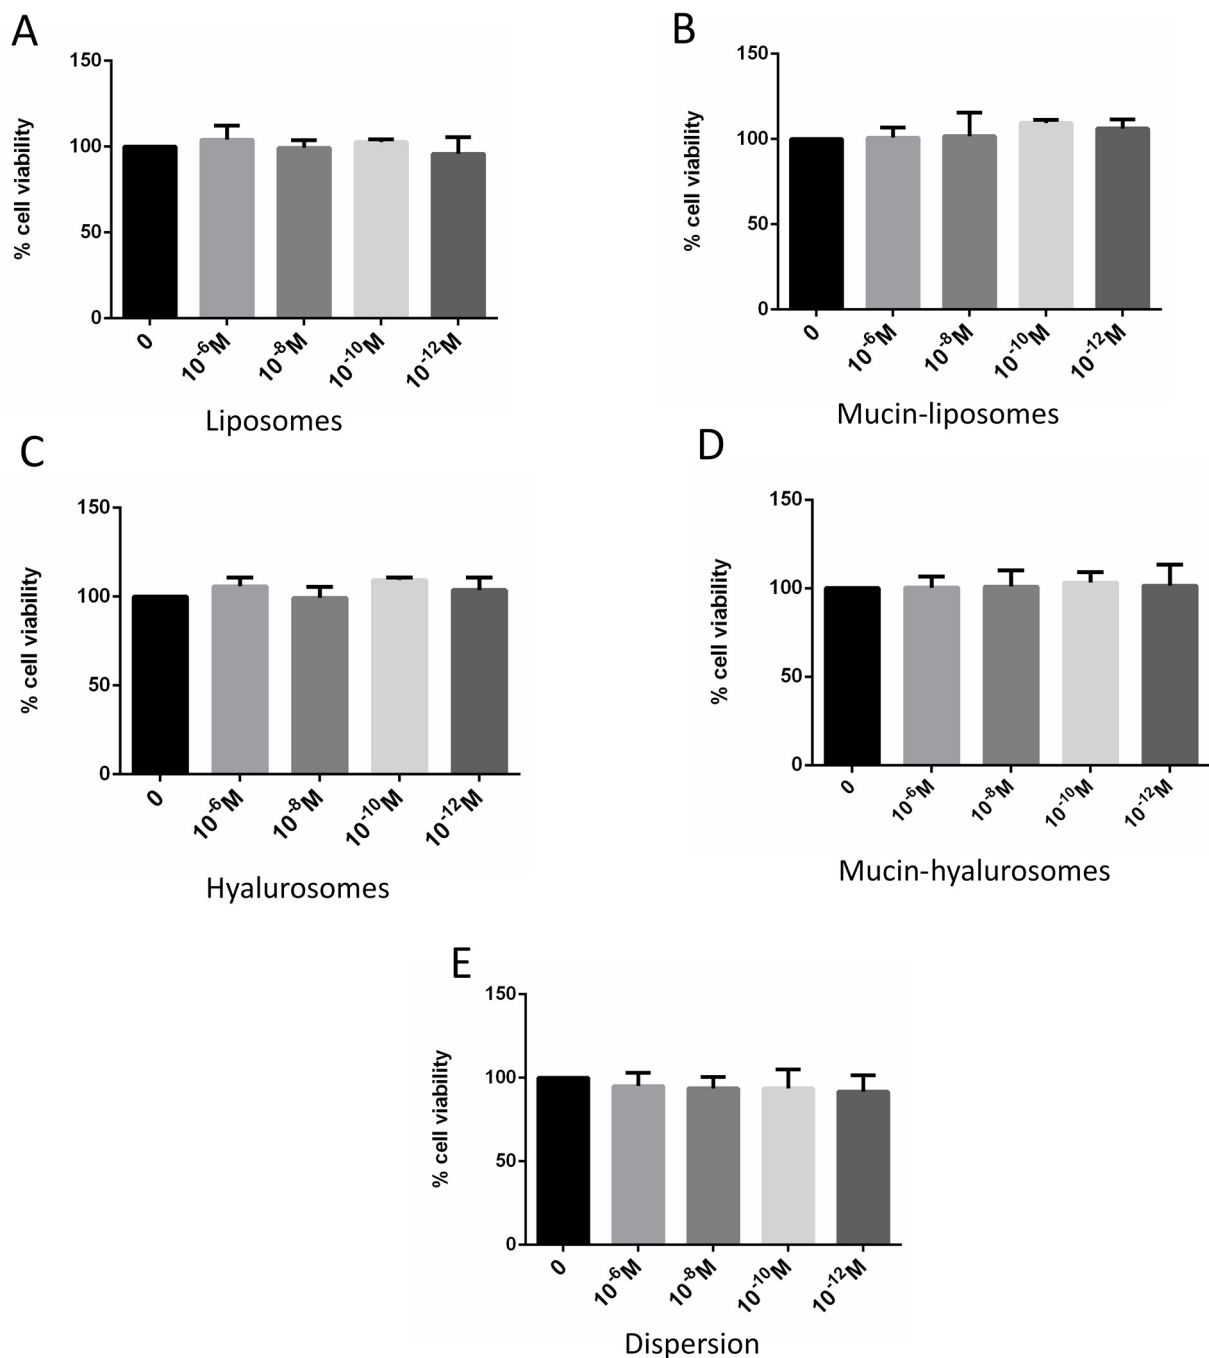 A
% cell viability
150
100
50
0
0
10⁻⁶M
10⁻⁸M
10⁻¹⁰M
10⁻¹²M
Liposomes
B
% cell viability
150
100
50
0
0
10⁻⁶M
10⁻⁸M
10⁻¹⁰M
10⁻¹²M
Mucin-liposomes
C
% cell viability
150
100
50
0
0
10⁻⁶M
10⁻⁸M
10⁻¹⁰M
10⁻¹²M
Hyalurosomes
D
% cell viability
150
100
50
0
0
10⁻⁶M
10⁻⁸M
10⁻¹⁰M
10⁻¹²M
Mucin-hyalurosomes
E
% cell viability
150
100
50
0
0
10⁻⁶M
10⁻⁸M
10⁻¹⁰M
10⁻¹²M
Dispersion